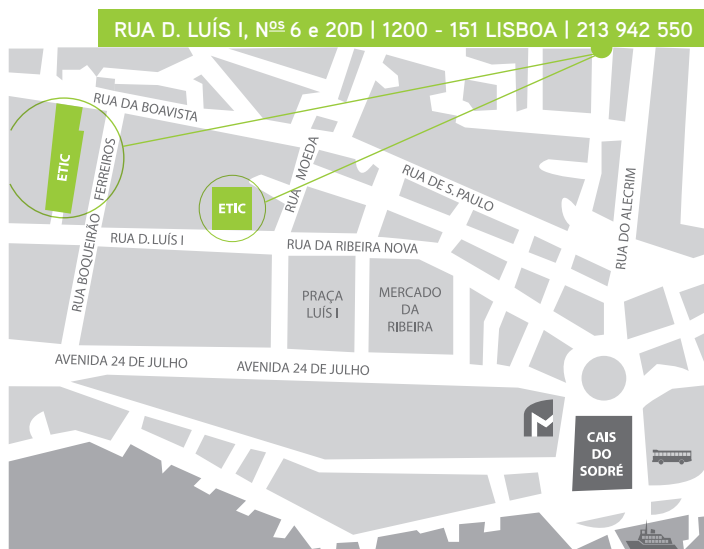 RUA D. LUÍS I, Nºˢ 6 e 20D | 1200 - 151 LISBOA | 213 942 550
RUA DA BOAVISTA
ETIC
RUA BOQUEIRÃO FERREIROS
RUA MOEDA
ETIC
RUA DE S. PAULO
RUA DO ALECRIM
RUA D. LUÍS I
RUA DA RIBEIRA NOVA
PRAÇA
LUÍS I
MERCADO
DA
RIBEIRA
AVENIDA 24 DE JULHO
AVENIDA 24 DE JULHO
M
CAIS
DO
SODRÉ